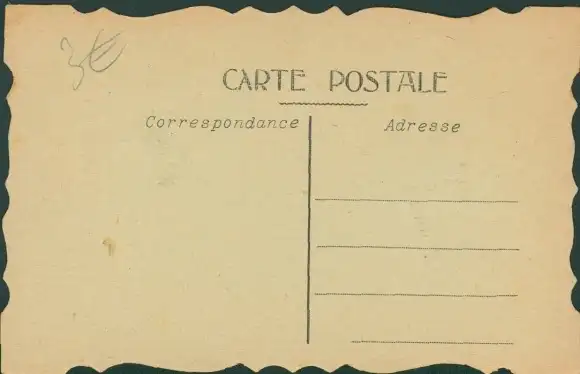 3€
CARTE POSTALE
Correspondance
Adresse